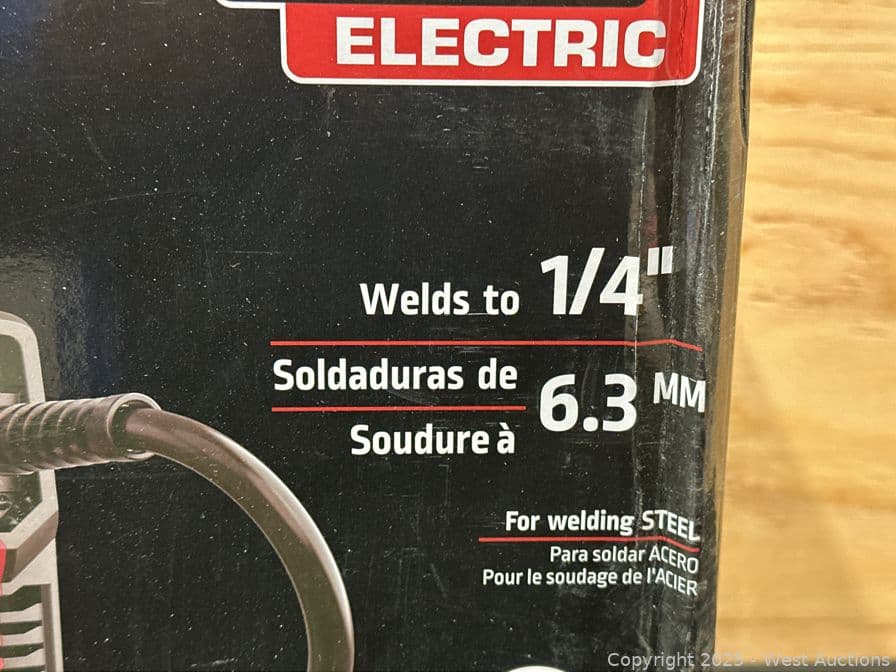 ELECTRIC
Welds to 1/4"
Soldaduras de
6.3 MM
Soudure à
For welding STEEL
Para soldar ACERO
Pour le soudage de l'ACIER
Copyright 2025 - West Auctions